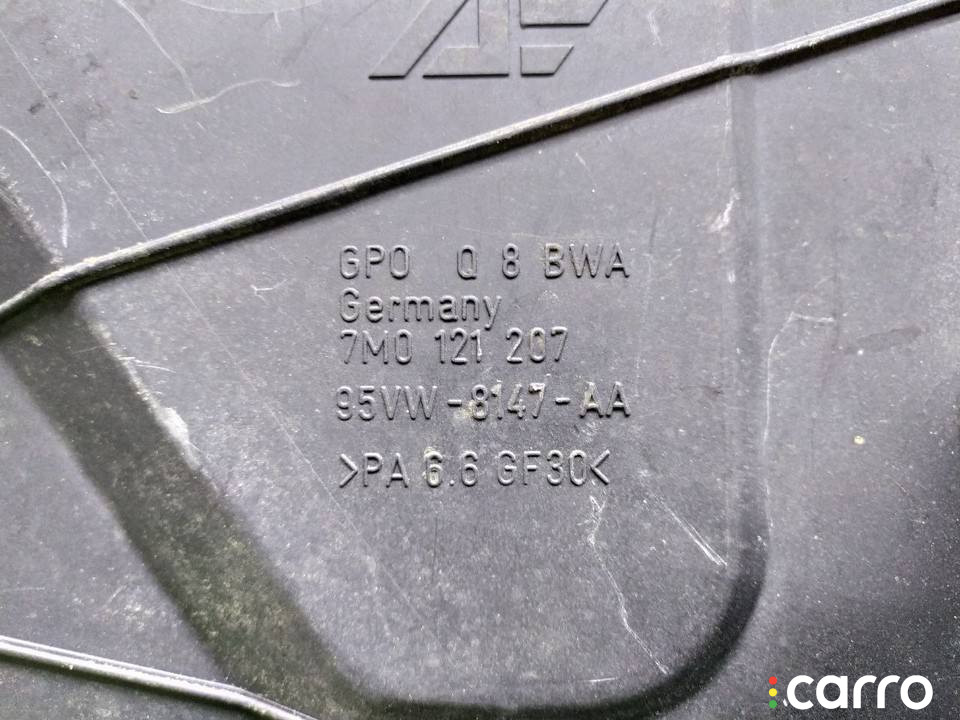 GPO Q 8 BWA
Germany
7M0 121 207
95VW-8147-AA
>PA 6.6 GF30<
carro